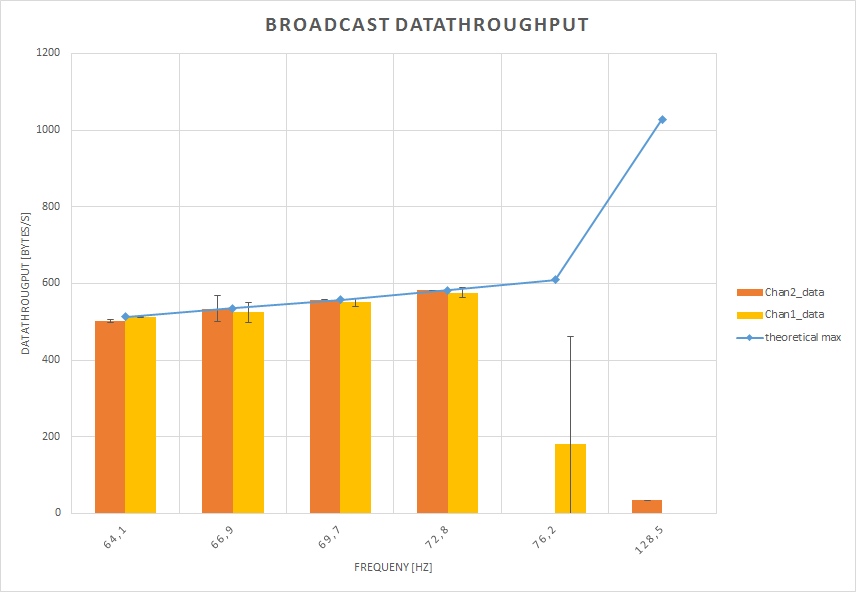 BROADCAST DATATHROUGHPUT
1200
1000
800
600
400
200
0
DATATHROUGPUT [BYTES/S]
64,1
66,9
69,7
72,8
76,2
128,5
FREQUENY [HZ]
Chan2_data
Chan1_data
theoretical max